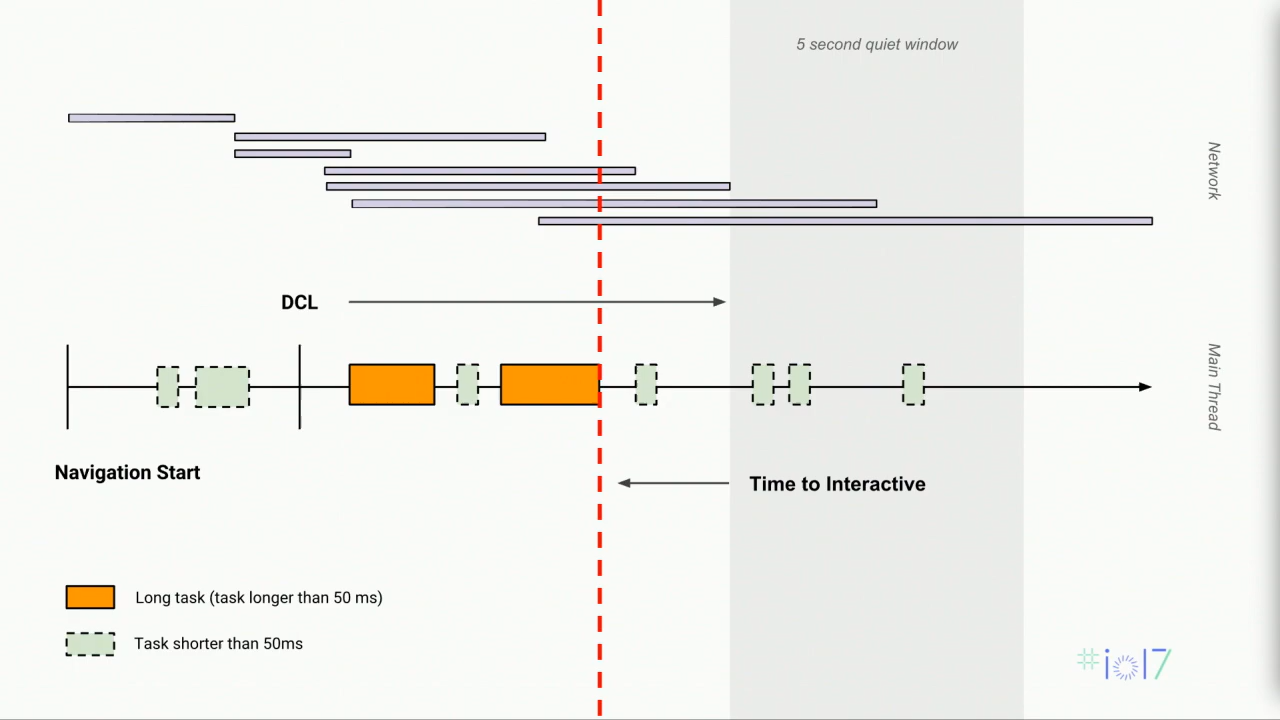 5 second quiet window
Network
DCL
Main Thread
Navigation Start
Time to Interactive
Long task (task longer than 50 ms)
Task shorter than 50ms
#io17